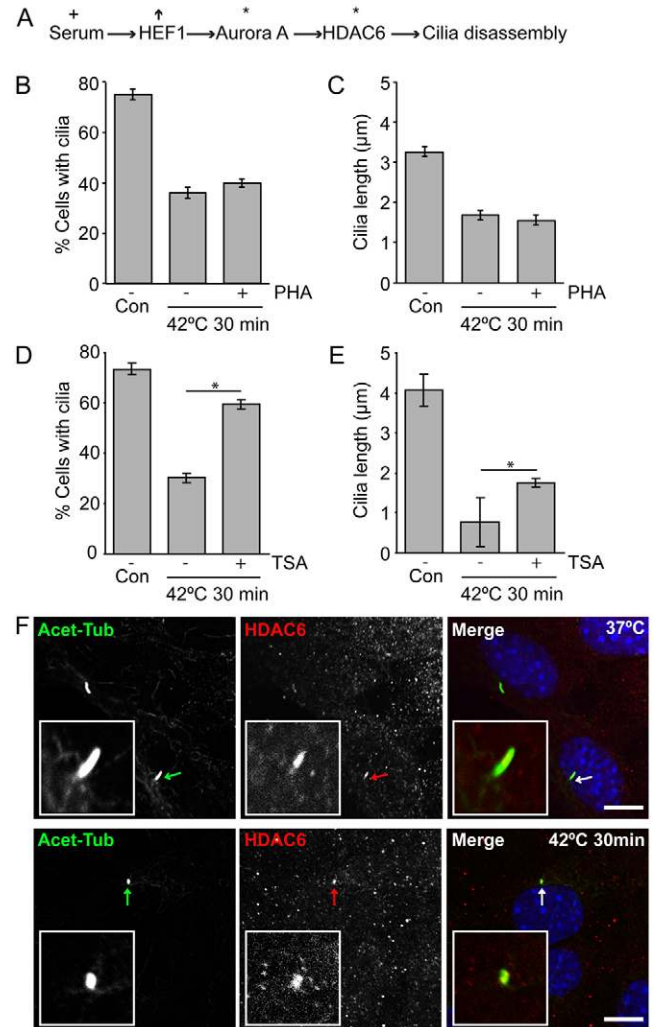 A
+ ↑ * *
Serum → HEF1 → Aurora A → HDAC6 → Cilia disassembly
B
% Cells with cilia
80
60
40
20
0
- - + PHA
Con
42ºC 30 min
C
Cilia length (µm)
5
4
3
2
1
0
- - + PHA
Con
42ºC 30 min
D
% Cells with cilia
80
60
40
20
0
*
- - + TSA
Con
42ºC 30 min
E
Cilia length (µm)
5
4
3
2
1
0
*
- - + TSA
Con
42ºC 30 min
F
Acet-Tub HDAC6 Merge 37ºC
Acet-Tub HDAC6 Merge 42ºC 30min